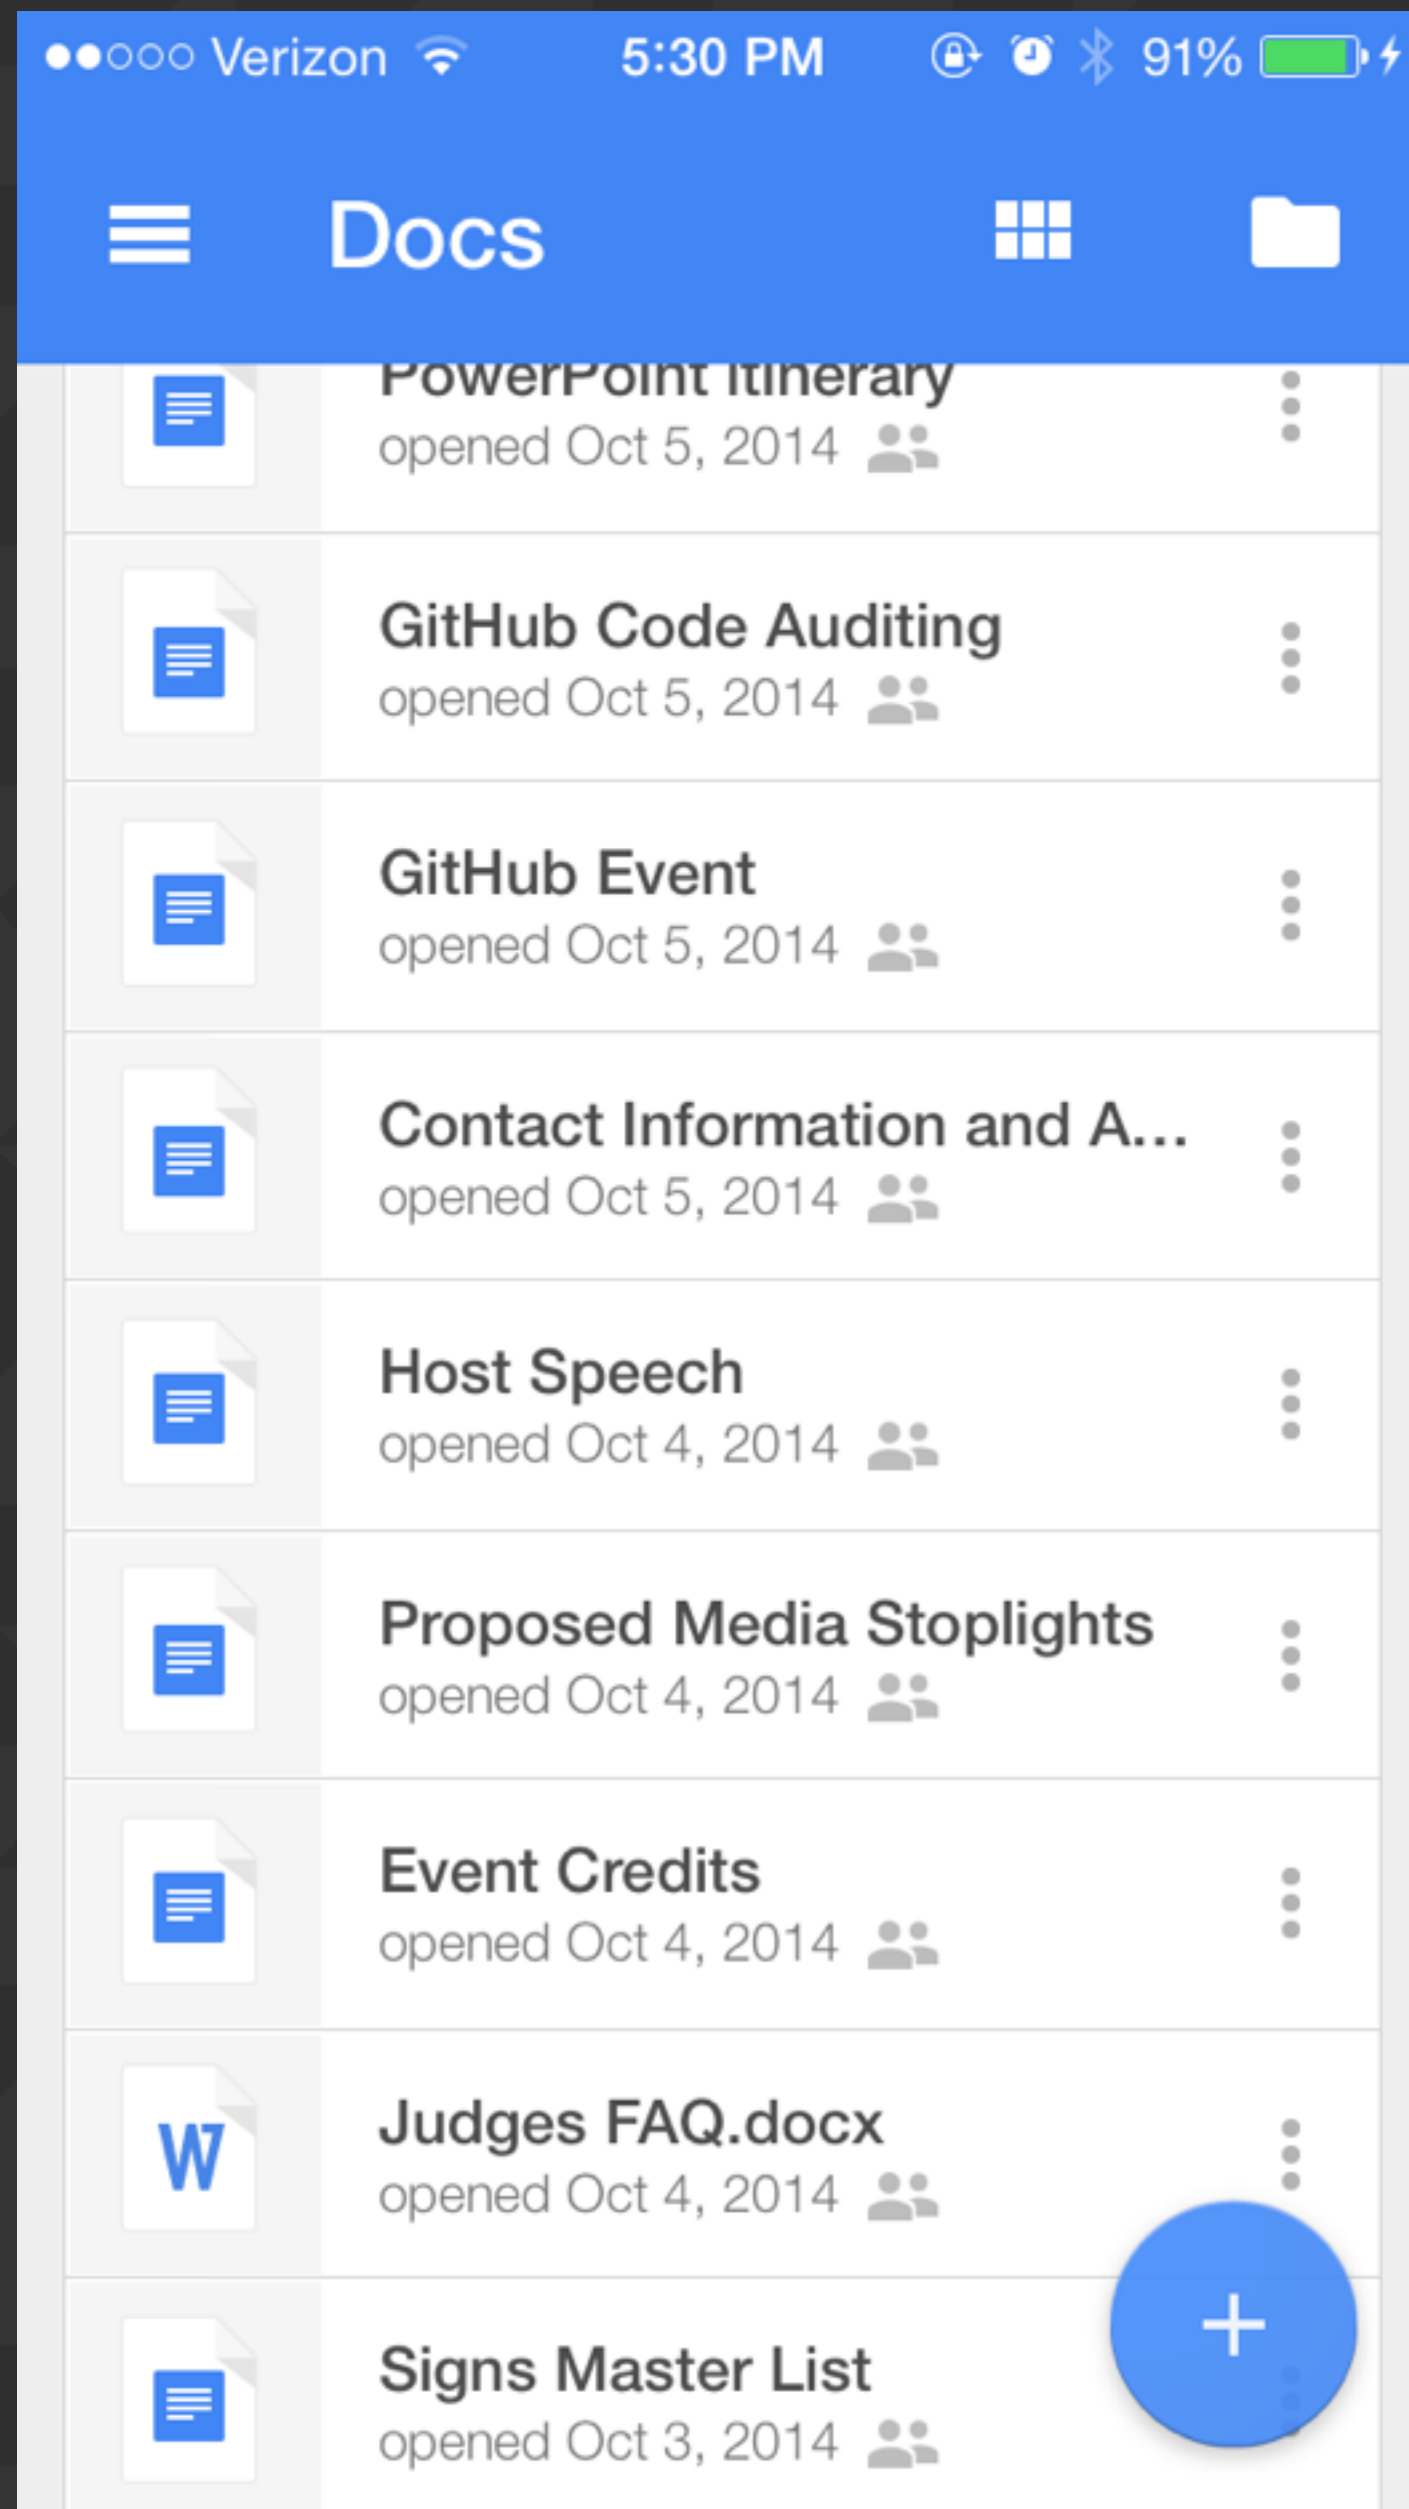 Verizon 5:30 PM 91%
Docs
PowerPoint Itinerary
opened Oct 5, 2014
GitHub Code Auditing
opened Oct 5, 2014
GitHub Event
opened Oct 5, 2014
Contact Information and A...
opened Oct 5, 2014
Host Speech
opened Oct 4, 2014
Proposed Media Stoplights
opened Oct 4, 2014
Event Credits
opened Oct 4, 2014
W
Judges FAQ.docx
opened Oct 4, 2014
+
Signs Master List
opened Oct 3, 2014